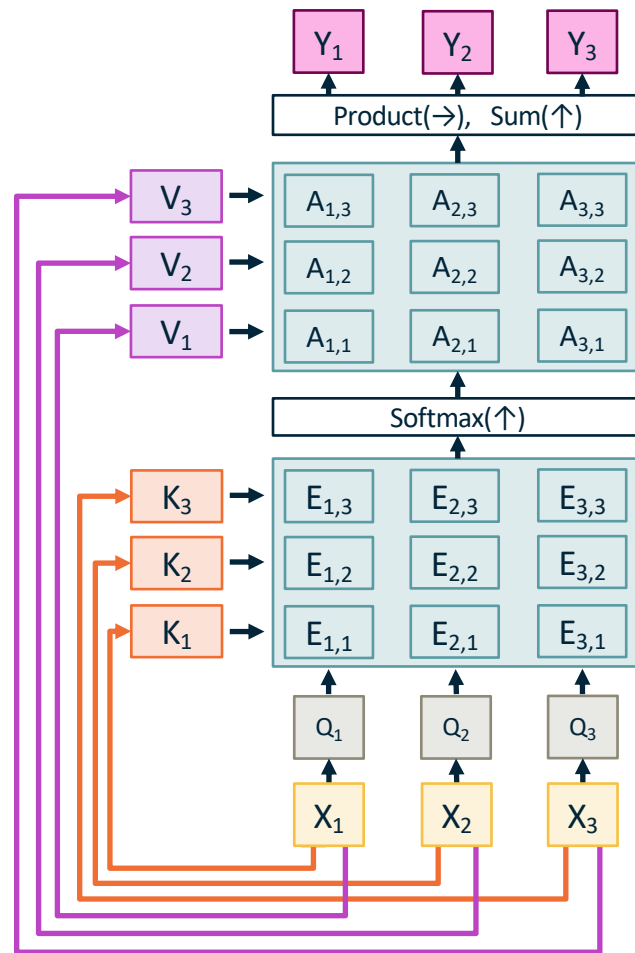 Y₁ Y₂ Y₃
Product(→), Sum(↑)
V₃ A₁,₃ A₂,₃ A₃,₃
V₂ A₁,₂ A₂,₂ A₃,₂
V₁ A₁,₁ A₂,₁ A₃,₁
Softmax(↑)
K₃ E₁,₃ E₂,₃ E₃,₃
K₂ E₁,₂ E₂,₂ E₃,₂
K₁ E₁,₁ E₂,₁ E₃,₁
Q₁ Q₂ Q₃
X₁ X₂ X₃